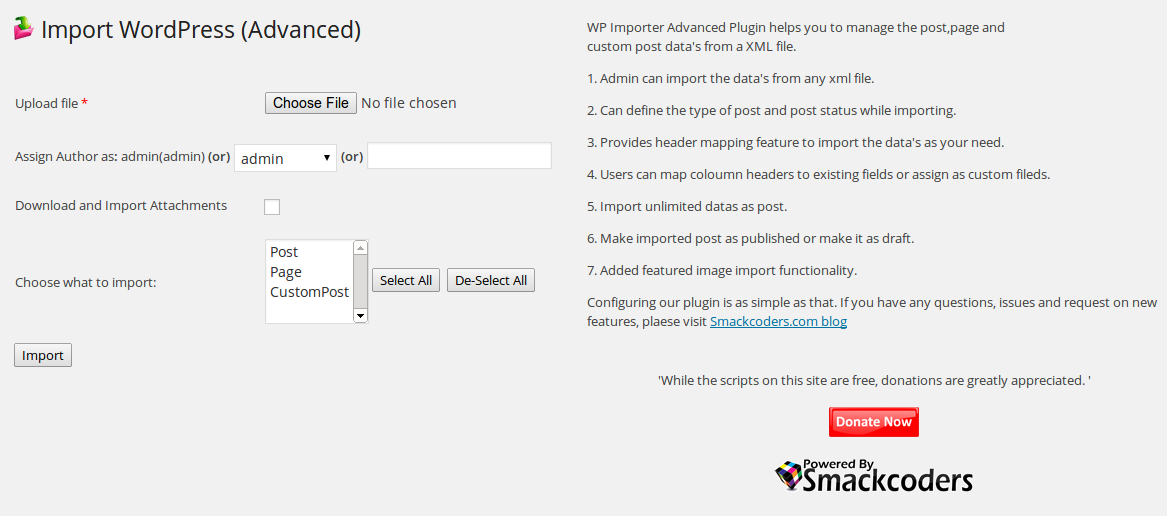 Import WordPress (Advanced)
Upload file *
Choose File No file chosen
Assign Author as: admin(admin) (or) admin (or)
Download and Import Attachments
Choose what to import:
Post
Page
CustomPost
Select All
De-Select All
Import
WP Importer Advanced Plugin helps you to manage the post,page and
custom post data's from a XML file.
1. Admin can import the data's from any xml file.
2. Can define the type of post and post status while importing.
3. Provides header mapping feature to import the data's as your need.
4. Users can map coloumn headers to existing fields or assign as custom fileds.
5. Import unlimited datas as post.
6. Make imported post as published or make it as draft.
7. Added featured image import functionality.
Configuring our plugin is as simple as that. If you have any questions, issues and request on new
features, plaese visit Smackcoders.com blog
'While the scripts on this site are free, donations are greatly appreciated. '
Donate Now
Powered By
Smackcoders